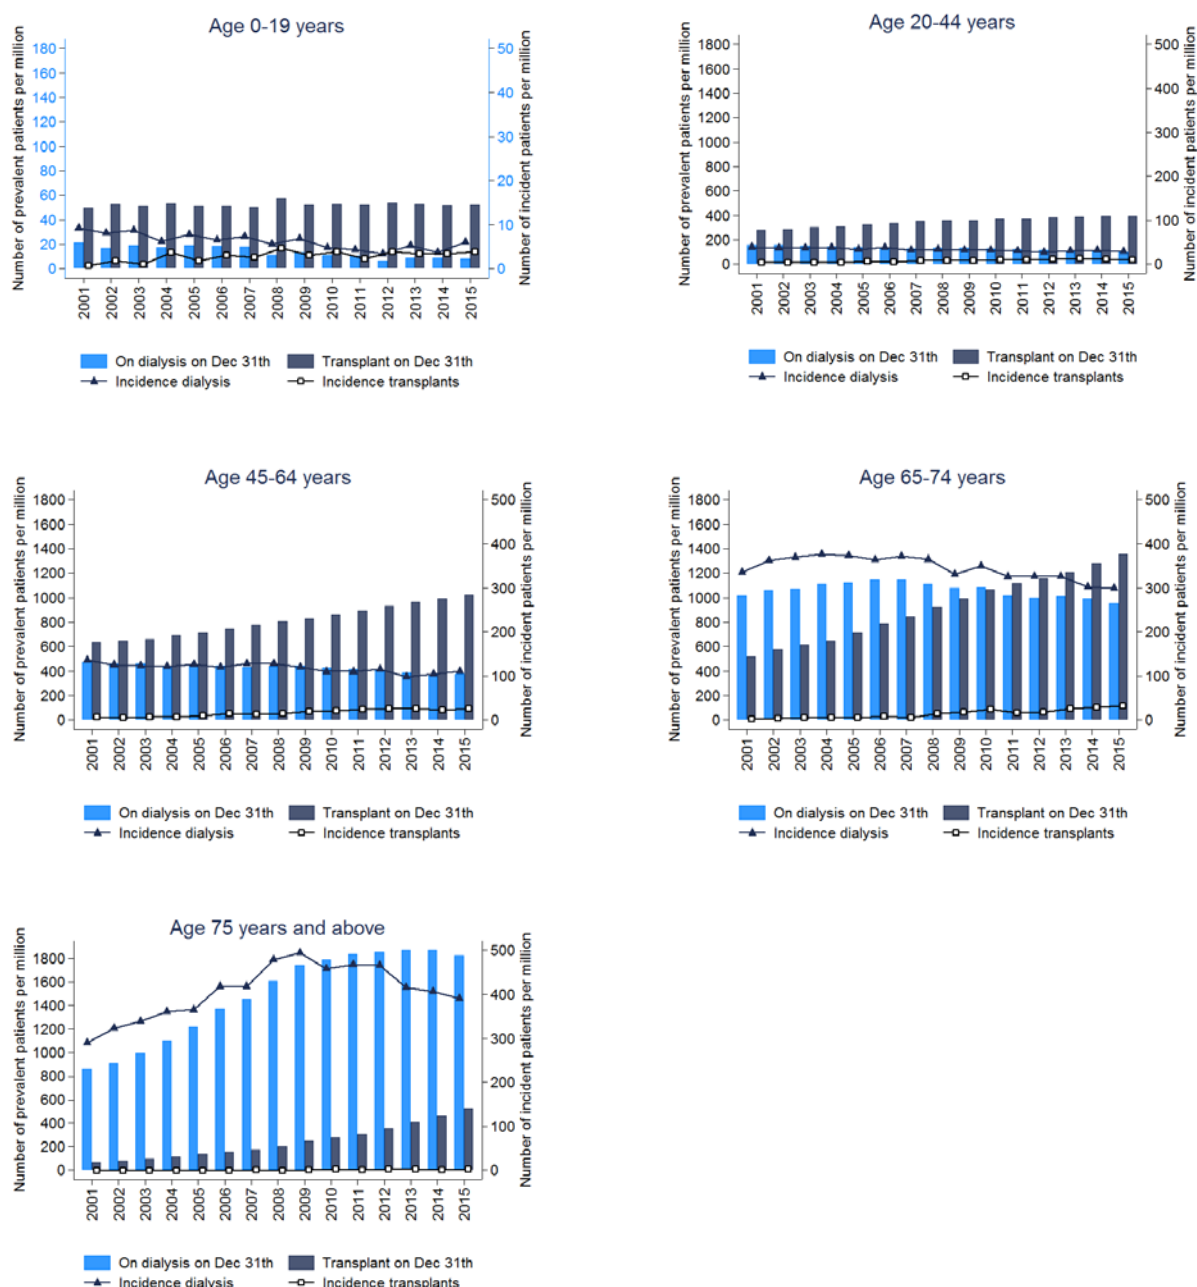 Age 0-19 years
Number of prevalent patients per million
180
160
140
120
100
80
60
40
20
0
50
40
30
20
10
0
Number of incident patients per million
2001 2002 2003 2004 2005 2006 2007 2008 2009 2010 2011 2012 2013 2014 2015
On dialysis on Dec 31th Transplant on Dec 31th
Incidence dialysis Incidence transplants
Age 20-44 years
Number of prevalent patients per million
1800
1600
1400
1200
1000
800
600
400
200
0
500
400
300
200
100
0
Number of incident patients per million
2001 2002 2003 2004 2005 2006 2007 2008 2009 2010 2011 2012 2013 2014 2015
On dialysis on Dec 31th Transplant on Dec 31th
Incidence dialysis Incidence transplants
Age 45-64 years
Number of prevalent patients per million
1800
1600
1400
1200
1000
800
600
400
200
0
500
400
300
200
100
0
Number of incident patients per million
2001 2002 2003 2004 2005 2006 2007 2008 2009 2010 2011 2012 2013 2014 2015
On dialysis on Dec 31th Transplant on Dec 31th
Incidence dialysis Incidence transplants
Age 65-74 years
Number of prevalent patients per million
1800
1600
1400
1200
1000
800
600
400
200
0
500
400
300
200
100
0
Number of incident patients per million
2001 2002 2003 2004 2005 2006 2007 2008 2009 2010 2011 2012 2013 2014 2015
On dialysis on Dec 31th Transplant on Dec 31th
Incidence dialysis Incidence transplants
Age 75 years and above
Number of prevalent patients per million
1800
1600
1400
1200
1000
800
600
400
200
0
500
400
300
200
100
0
Number of incident patients per million
2001 2002 2003 2004 2005 2006 2007 2008 2009 2010 2011 2012 2013 2014 2015
On dialysis on Dec 31th Transplant on Dec 31th
Incidence dialysis Incidence transplants